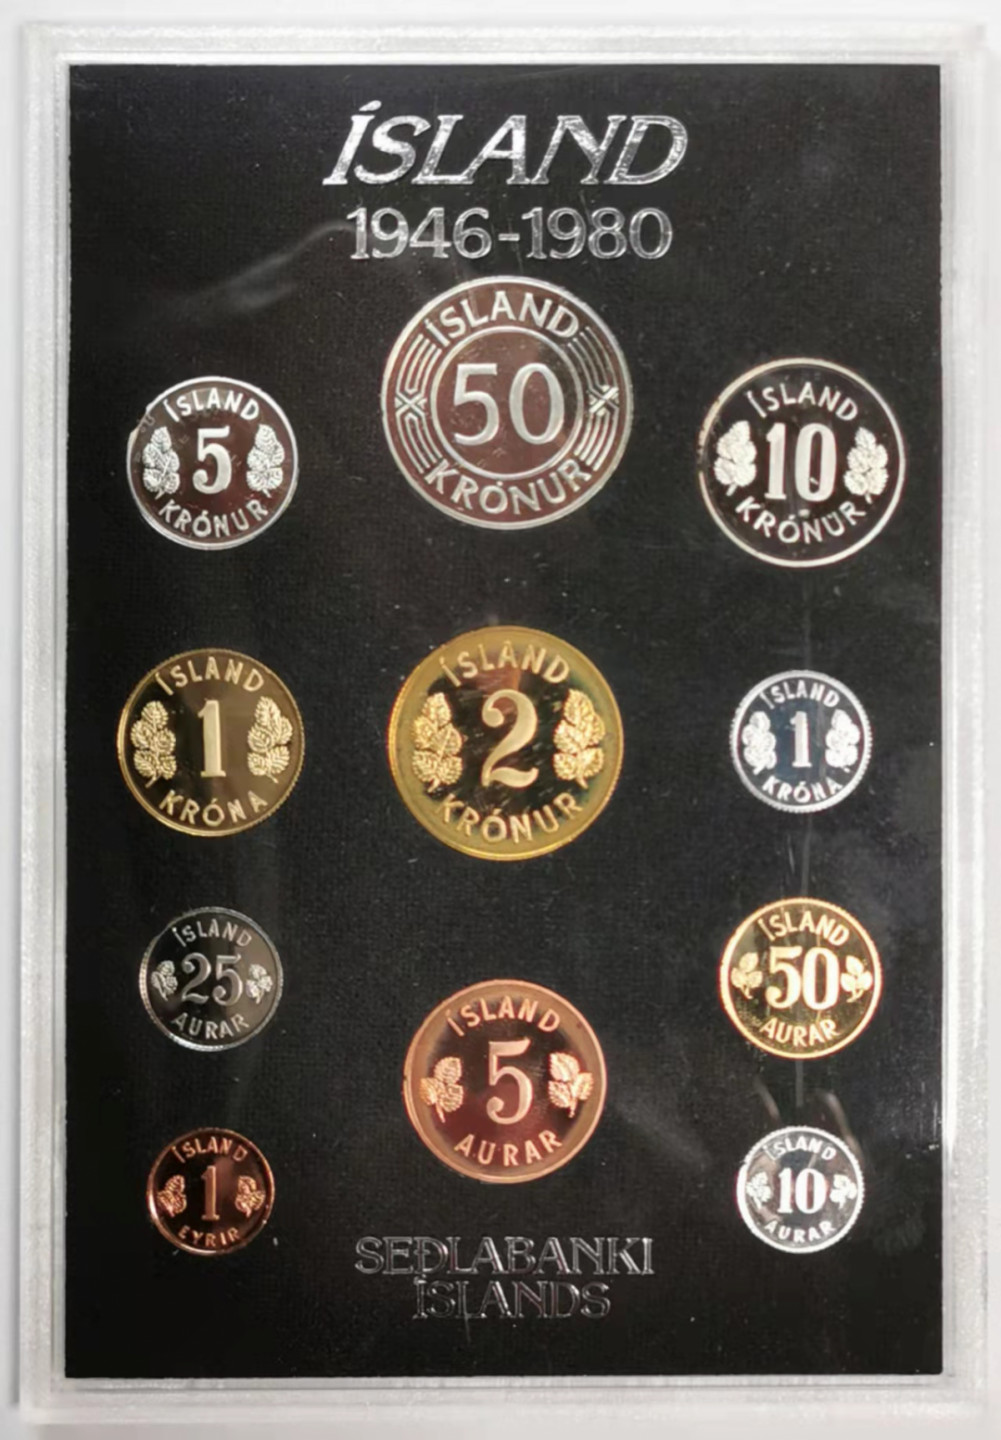 ÍSLAND
1946-1980
ÍSLAND
50
KRÓNUR
ÍSLAND
5
KRÓNUR
ÍSLAND
10
KRÓNUR
ÍSLAND
1
KRÓNA
ÍSLAND
2
KRÓNUR
ÍSLAND
1
KRÓNA
ÍSLAND
25
AURAR
ÍSLAND
50
AURAR
ÍSLAND
5
AURAR
ÍSLAND
1
EYRIR
ÍSLAND
10
AURAR
SEÐLABANKI
ÍSLANDS